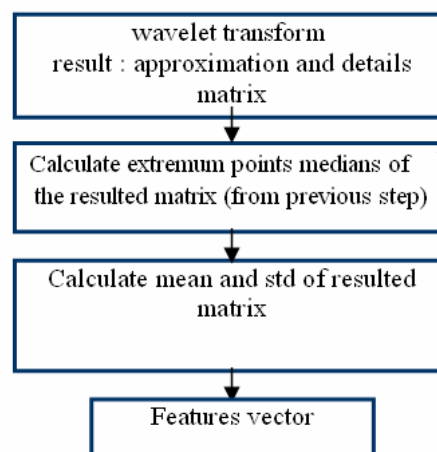 wavelet transform
result : approximation and details
matrix
Calculate extremum points medians of
the resulted matrix (from previous step)
Calculate mean and std of resulted
matrix
Features vector